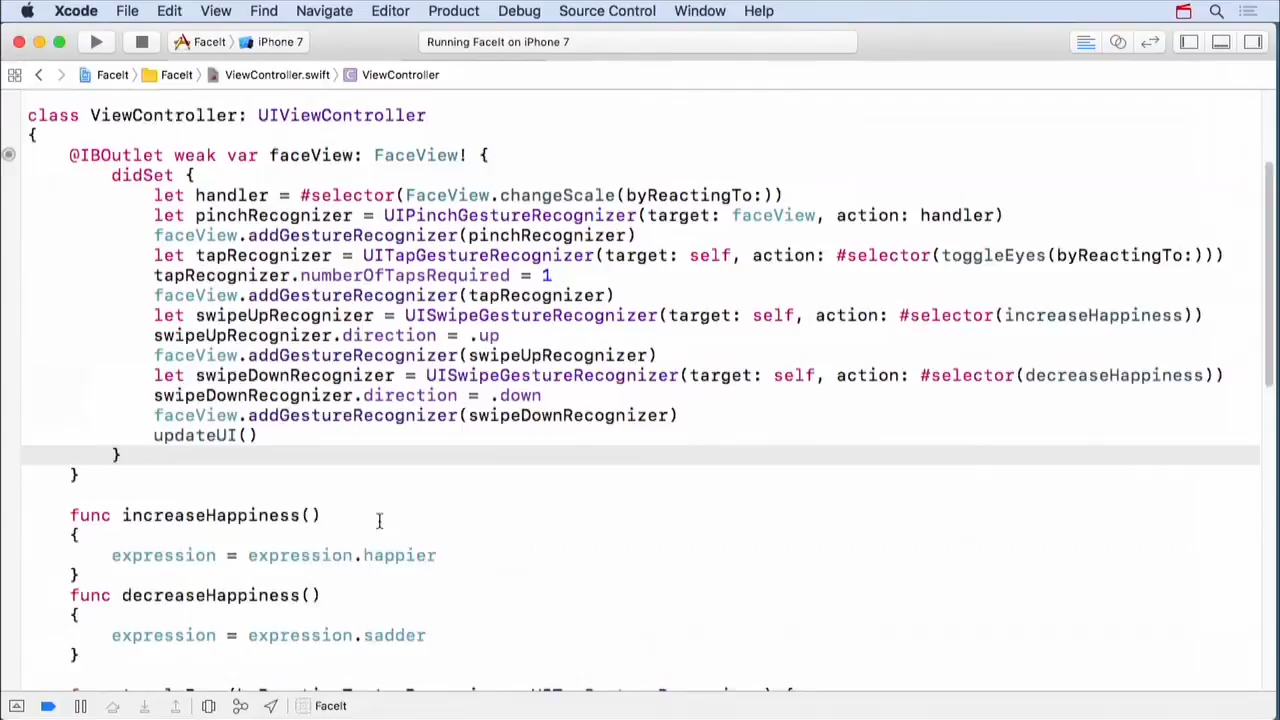 Xcode File Edit View Find Navigate Editor Product Debug Source Control Window Help
FaceIt iPhone 7 Running FaceIt on iPhone 7
FaceIt FaceIt ViewController.swift C ViewController
class ViewController: UIViewController
{
@IBOutlet weak var faceView: FaceView! {
didSet {
let handler = #selector(FaceView.changeScale(byReactingTo:))
let pinchRecognizer = UIPinchGestureRecognizer(target: faceView, action: handler)
faceView.addGestureRecognizer(pinchRecognizer)
let tapRecognizer = UITapGestureRecognizer(target: self, action: #selector(toggleEyes(byReactingTo:)))
tapRecognizer.numberOfTapsRequired = 1
faceView.addGestureRecognizer(tapRecognizer)
let swipeUpRecognizer = UISwipeGestureRecognizer(target: self, action: #selector(increaseHappiness))
swipeUpRecognizer.direction = .up
faceView.addGestureRecognizer(swipeUpRecognizer)
let swipeDownRecognizer = UISwipeGestureRecognizer(target: self, action: #selector(decreaseHappiness))
swipeDownRecognizer.direction = .down
faceView.addGestureRecognizer(swipeDownRecognizer)
updateUI()
}
}
func increaseHappiness()
{
expression = expression.happier
}
func decreaseHappiness()
{
expression = expression.sadder
}
FaceIt